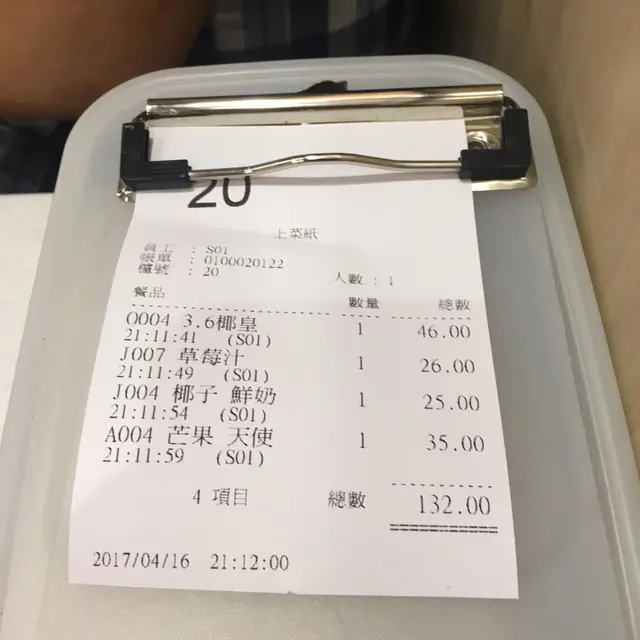 20
上菜紙
員工 : S01
帳單 : 0100020122
檯號 : 20
人數 : 1
餐品 數量 總數
O004 3.6椰皇 1 46.00
21:11:41 (S01)
J007 草莓汁 1 26.00
21:11:49 (S01)
J004 椰子 鮮奶 1 25.00
21:11:54 (S01)
A004 芒果 天使 1 35.00
21:11:59 (S01)
4 項目 總數 132.00
2017/04/16 21:12:00